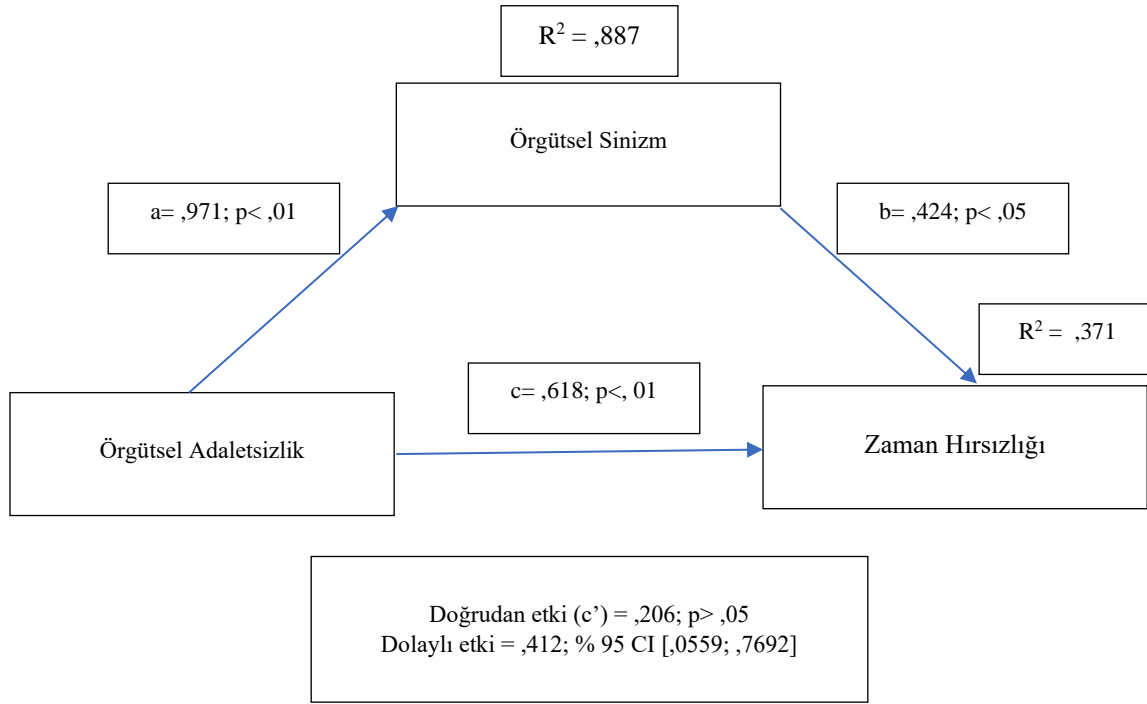 R² = ,887
Örgütsel Sinizm
a= ,971; p< ,01
b= ,424; p< ,05
R² = ,371
c= ,618; p<, 01
Örgütsel Adaletsizlik
Zaman Hırsızlığı
Doğrudan etki (c’) = ,206; p> ,05
Dolaylı etki = ,412; % 95 CI [,0559; ,7692]